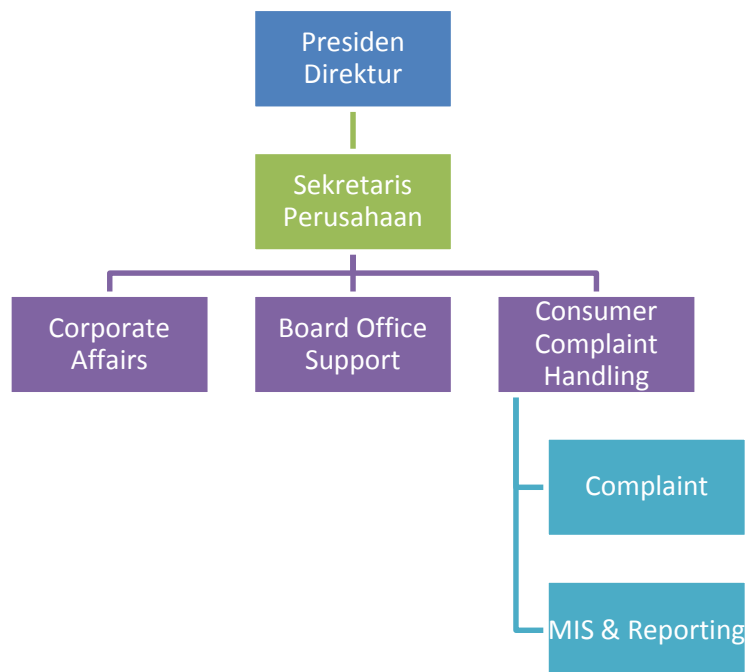 Presiden
Direktur
Sekretaris
Perusahaan
Corporate
Affairs
Board Office
Support
Consumer
Complaint
Handling
Complaint
MIS & Reporting